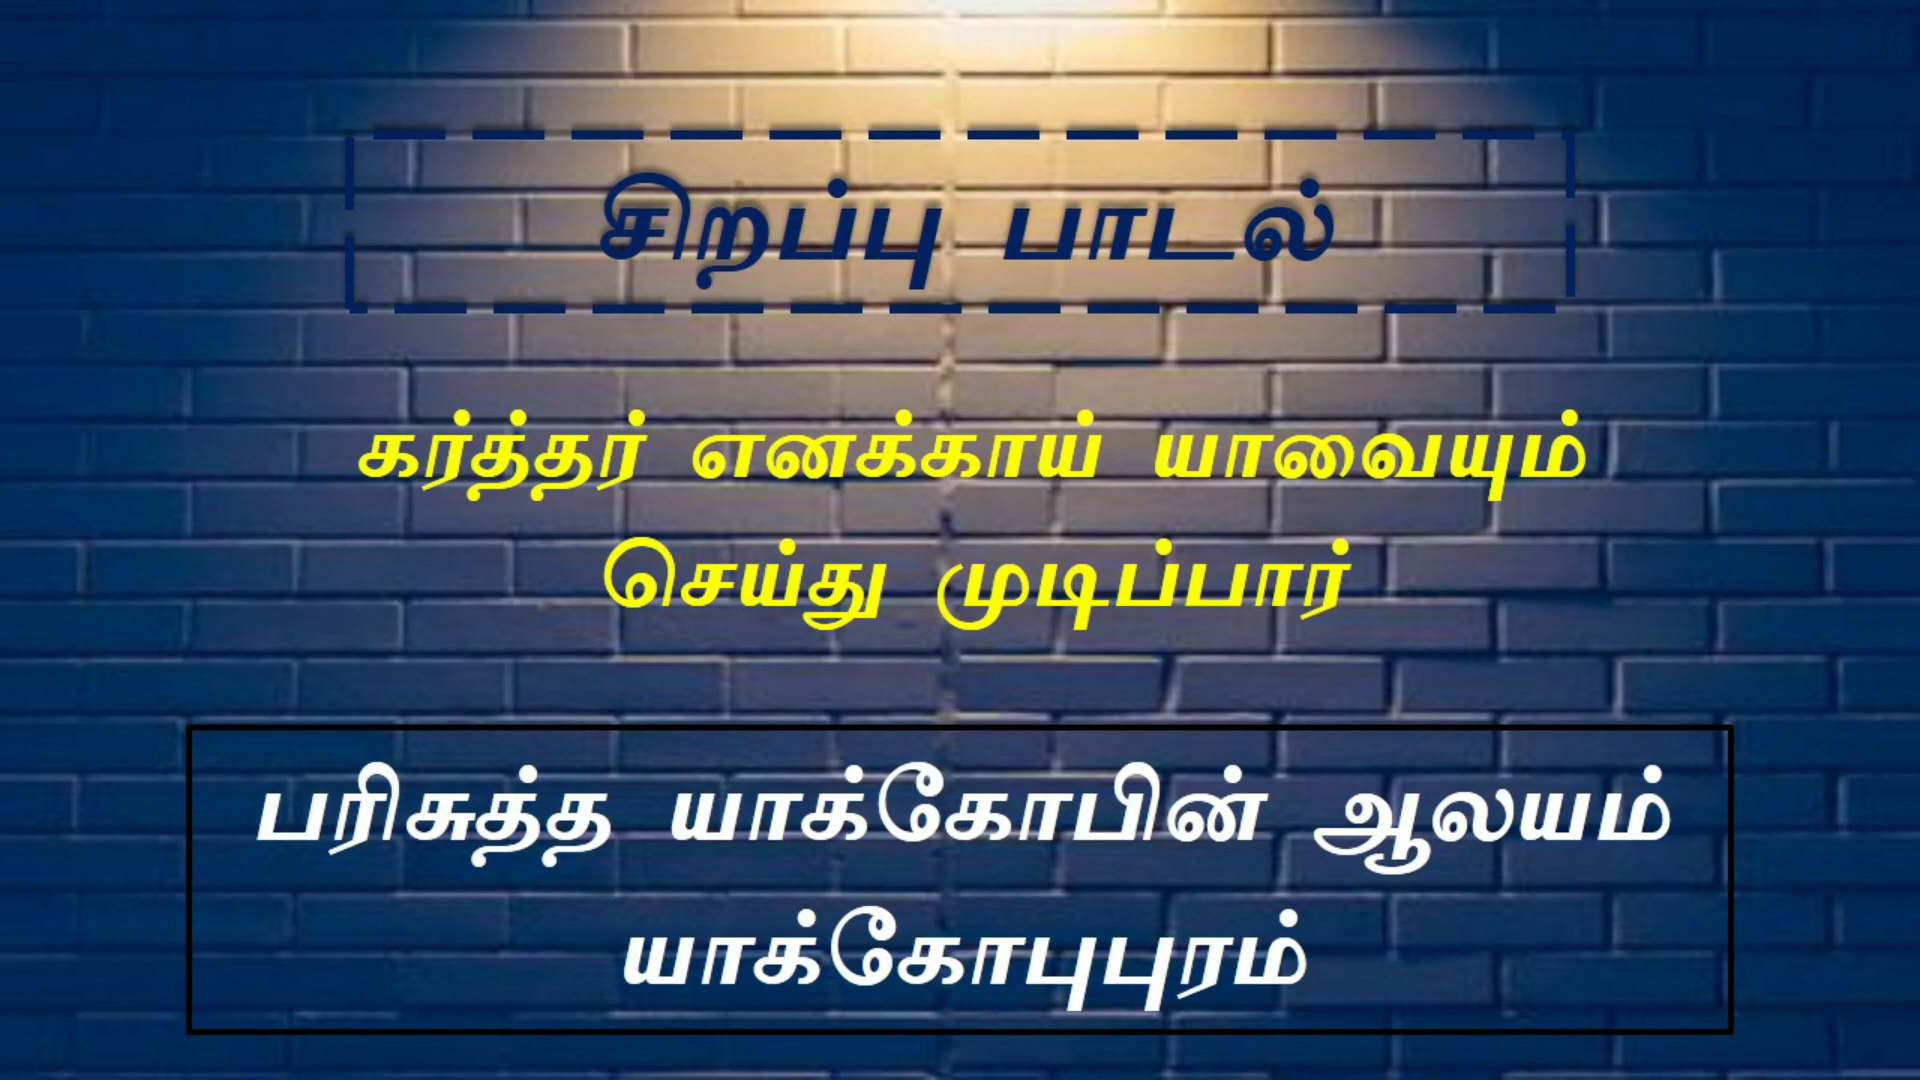 சிறப்பு பாடல்
கர்த்தர் எனக்காய் யாவையும்
செய்து முடிப்பார்
பரிசுத்த யாக்கோபின் ஆலயம்
யாக்கோபுபுரம்